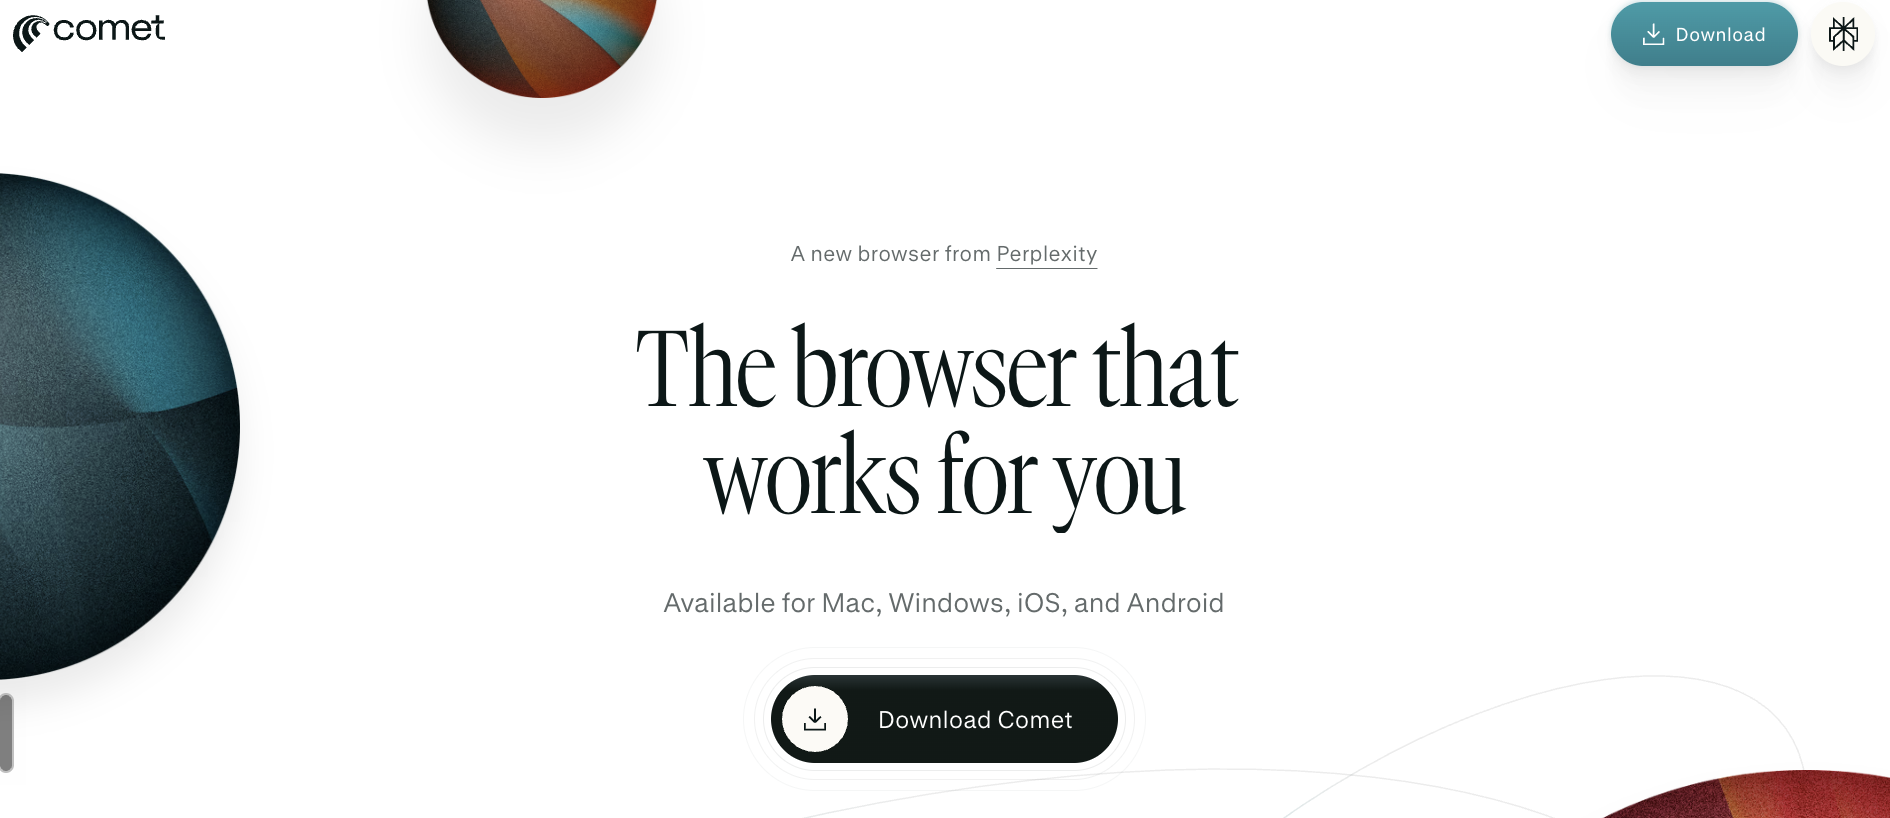 comet
Download
A new browser from Perplexity
The browser that
works for you
Available for Mac, Windows, iOS, and Android
Download Comet